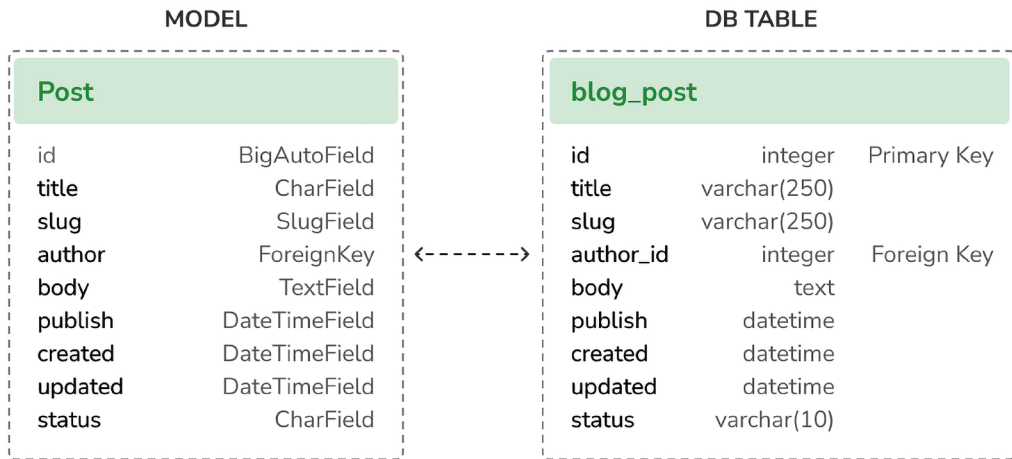 MODEL
Post
id BigAutoField
title CharField
slug SlugField
author ForeignKey
body TextField
publish DateTimeField
created DateTimeField
updated DateTimeField
status CharField
DB TABLE
blog_post
id integer Primary Key
title varchar(250)
slug varchar(250)
author_id integer Foreign Key
body text
publish datetime
created datetime
updated datetime
status varchar(10)